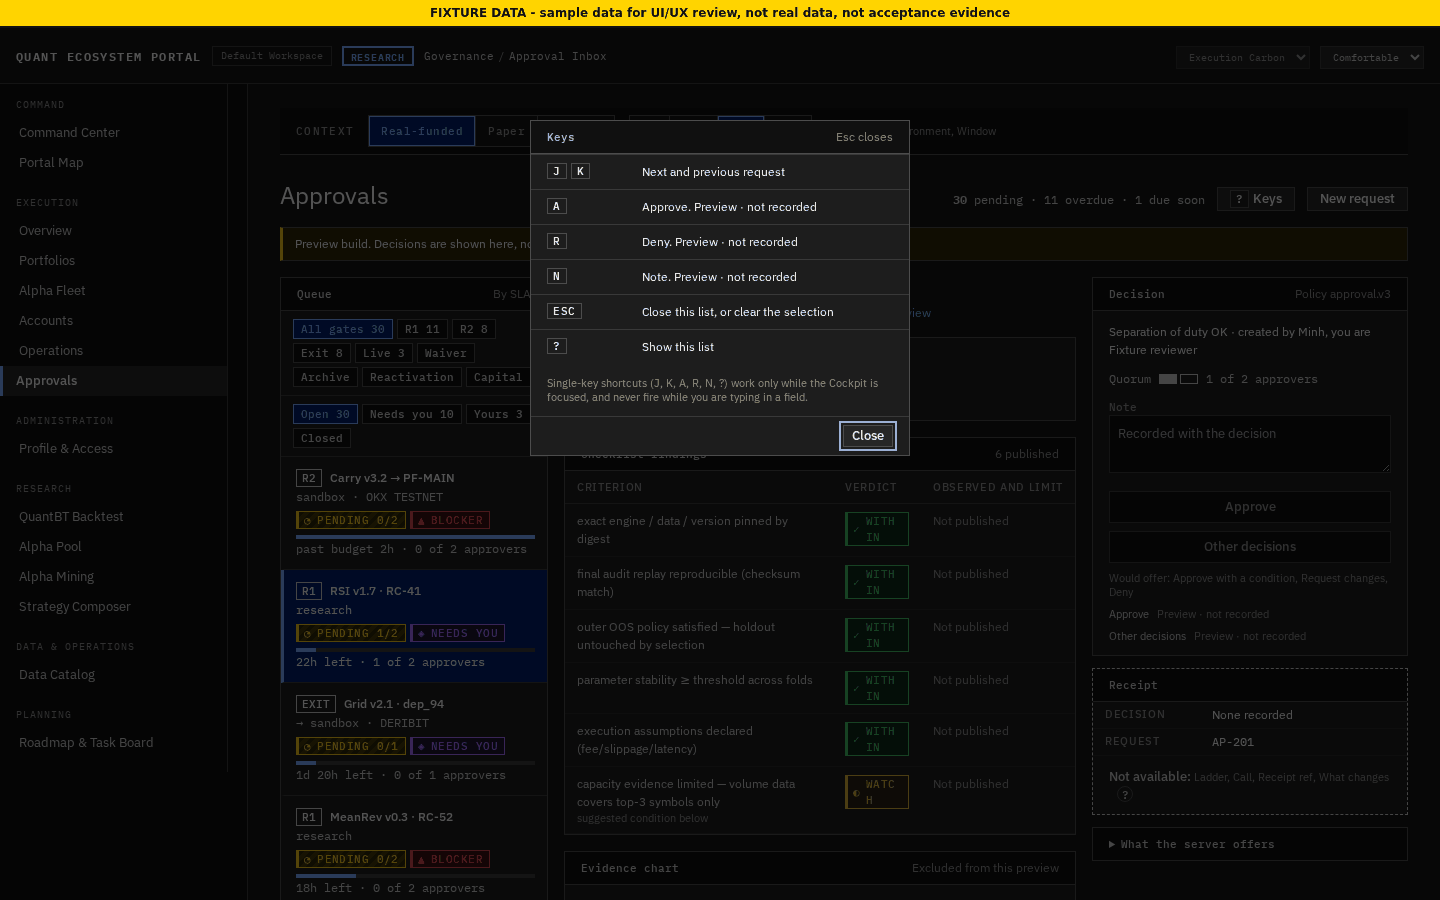 FIXTURE DATA - sample data for UI/UX review, not real data, not acceptance evidence
QUANT ECOSYSTEM PORTAL
Default Workspace
RESEARCH
Governance / Approval Inbox
Execution Carbon
Comfortable
COMMAND
Command Center
Portal Map
EXECUTION
Overview
Portfolios
Alpha Fleet
Accounts
Operations
Approvals
ADMINISTRATION
Profile & Access
RESEARCH
QuantBT Backtest
Alpha Pool
Alpha Mining
Strategy Composer
DATA & OPERATIONS
Data Catalog
PLANNING
Roadmap & Task Board
CONTEXT
Real-funded
Paper
Window
Approvals
30 pending · 11 overdue · 1 due soon
? Keys
New request
Preview build. Decisions are shown here,
Queue
By SLA
All gates 30
R1 11
R2 8
Exit 8
Live 3
Waiver
Archive
Reactivation
Capital
Open 30
Needs you 10
Yours 3
Closed
R2 Carry v3.2 → PF-MAIN
sandbox · OKX TESTNET
◔ PENDING 0/2
▲ BLOCKER
past budget 2h · 0 of 2 approvers
R1 RSI v1.7 · RC-41
research
◔ PENDING 1/2
◆ NEEDS YOU
22h left · 1 of 2 approvers
EXIT Grid v2.1 · dep_94
→ sandbox · DERIBIT
◔ PENDING 0/1
◆ NEEDS YOU
1d 20h left · 0 of 1 approvers
R1 MeanRev v0.3 · RC-52
research
◔ PENDING 0/2
▲ BLOCKER
18h left · 0 of 2 approvers
Keys
Esc closes
J K Next and previous request
A Approve. Preview · not recorded
R Deny. Preview · not recorded
N Note. Preview · not recorded
ESC Close this list, or clear the selection
? Show this list
Single-key shortcuts (J, K, A, R, N, ?) work only while the Cockpit is
focused, and never fire while you are typing in a field.
Close
6 published
CRITERION
VERDICT
OBSERVED AND LIMIT
exact engine / data / version pinned by
digest
✓ WITH
IN
Not published
final audit replay reproducible (checksum
match)
✓ WITH
IN
Not published
outer OOS policy satisfied — holdout
untouched by selection
✓ WITH
IN
Not published
parameter stability ≥ threshold across folds
✓ WITH
IN
Not published
execution assumptions declared
(fee/slippage/latency)
✓ WITH
IN
Not published
capacity evidence limited — volume data
covers top-3 symbols only
suggested condition below
◐ WATC
H
Not published
Evidence chart
Excluded from this preview
Decision
Policy approval.v3
Separation of duty OK · created by Minh, you are
Fixture reviewer
Quorum
1 of 2 approvers
Note
Recorded with the decision
Approve
Other decisions
Would offer: Approve with a condition, Request changes,
Deny
Approve Preview · not recorded
Other decisions Preview · not recorded
Receipt
DECISION
None recorded
REQUEST
AP-201
Not available: Ladder, Call, Receipt ref, What changes
?
▶ What the server offers